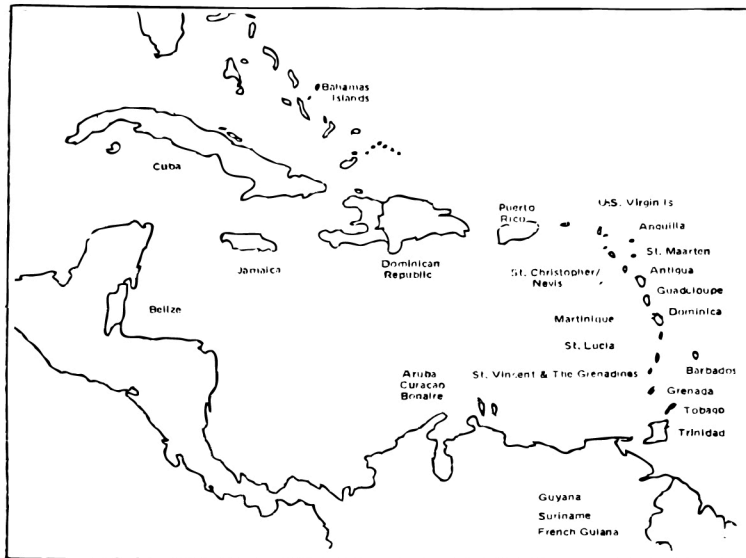 Bahamas
Islands
Cuba
U.S. Virgin Is
Puerto
Rico
Anguilla
St. Maarten
Jamaica
Dominican
Republic
St. Christopher/
Nevis
Antigua
Guadeloupe
Belize
Martinique
Dominica
St. Lucia
Barbados
Aruba
Curacao
Bonaire
St. Vincent & The Grenadines
Grenada
Tobago
Trinidad
Guyana
Suriname
French Guiana